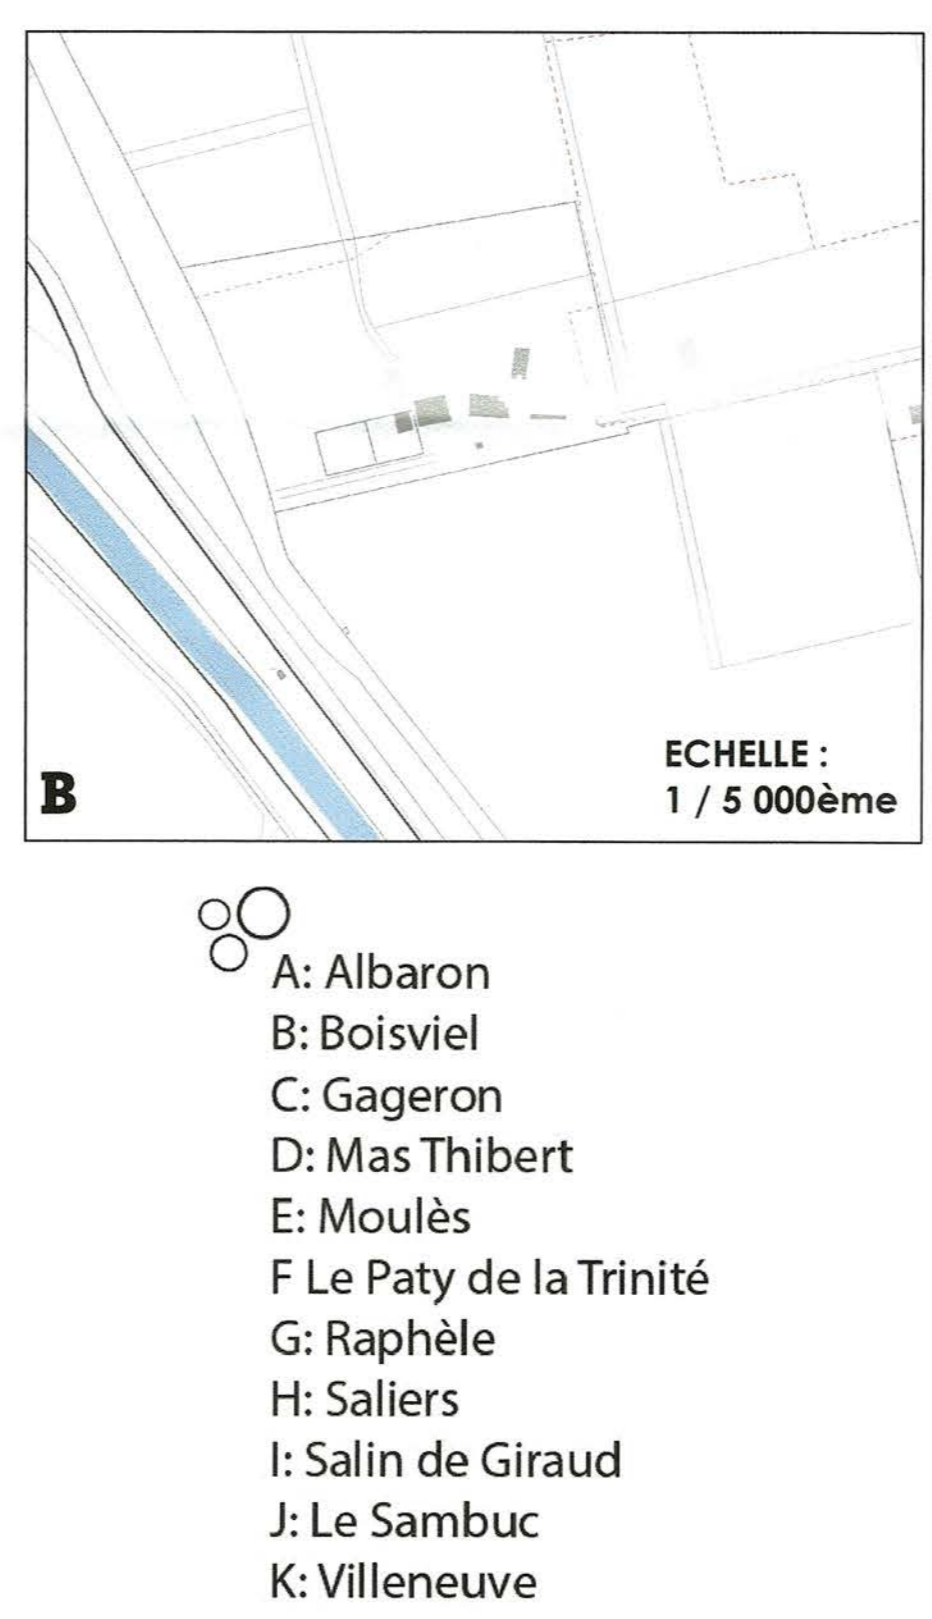 B
ECHELLE :
1 / 5 000ème
A: Albaron
B: Boisviel
C: Gageron
D: Mas Thibert
E: Moulès
F Le Paty de la Trinité
G: Raphèle
H: Saliers
I: Salin de Giraud
J: Le Sambuc
K: Villeneuve